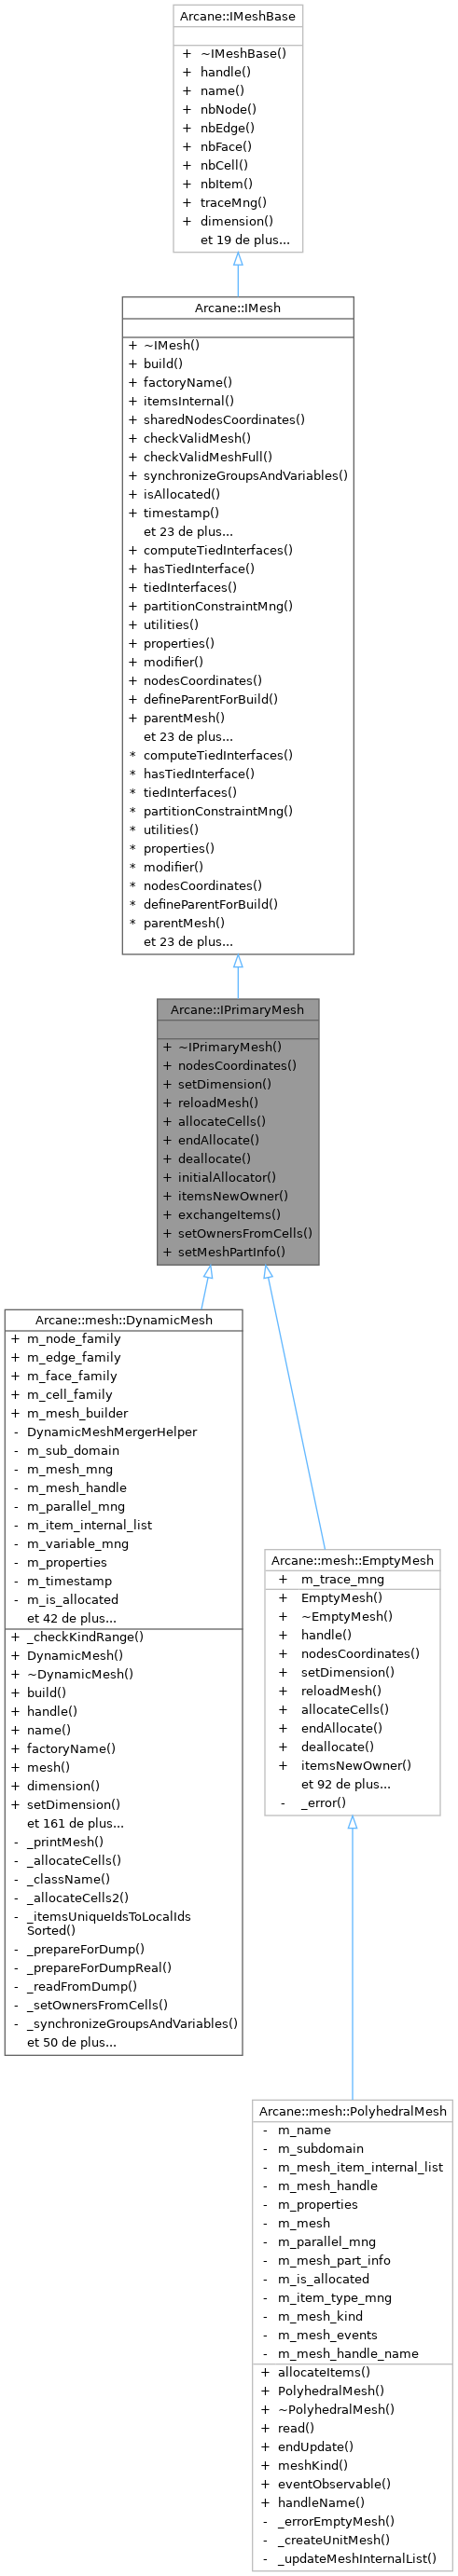 Arcane::IMeshBase
+ ~IMeshBase()
+ handle()
+ name()
+ nbNode()
+ nbEdge()
+ nbFace()
+ nbCell()
+ nbItem()
+ traceMng()
+ dimension()
et 19 de plus...
Arcane::IMesh
+ ~IMesh()
+ build()
+ factoryName()
+ itemsInternal()
+ sharedNodesCoordinates()
+ checkValidMesh()
+ checkValidMeshFull()
+ synchronizeGroupsAndVariables()
+ isAllocated()
+ timestamp()
et 23 de plus...
+ computeTiedInterfaces()
+ hasTiedInterface()
+ tiedInterfaces()
+ partitionConstraintMng()
+ utilities()
+ properties()
+ modifier()
+ nodesCoordinates()
+ defineParentForBuild()
+ parentMesh()
et 23 de plus...
* computeTiedInterfaces()
* hasTiedInterface()
* tiedInterfaces()
* partitionConstraintMng()
* utilities()
* properties()
* modifier()
* nodesCoordinates()
* defineParentForBuild()
* parentMesh()
et 23 de plus...
Arcane::IPrimaryMesh
+ ~IPrimaryMesh()
+ nodesCoordinates()
+ setDimension()
+ reloadMesh()
+ allocateCells()
+ endAllocate()
+ deallocate()
+ initialAllocator()
+ itemsNewOwner()
+ exchangeItems()
+ setOwnersFromCells()
+ setMeshPartInfo()
Arcane::mesh::DynamicMesh
+ m_node_family
+ m_edge_family
+ m_face_family
+ m_cell_family
+ m_mesh_builder
- DynamicMeshMergerHelper
- m_sub_domain
- m_mesh_mng
- m_mesh_handle
- m_parallel_mng
- m_item_internal_list
- m_variable_mng
- m_properties
- m_timestamp
- m_is_allocated
et 42 de plus...
+ _checkKindRange()
+ DynamicMesh()
+ ~DynamicMesh()
+ build()
+ handle()
+ name()
+ factoryName()
+ mesh()
+ dimension()
+ setDimension()
et 161 de plus...
- _printMesh()
- _allocateCells()
- _className()
- _allocateCells2()
- _itemsUniqueIdsToLocalIds
Sorted()
- _prepareForDump()
- _prepareForDumpReal()
- _readFromDump()
- _setOwnersFromCells()
- _synchronizeGroupsAndVariables()
et 50 de plus...
Arcane::mesh::EmptyMesh
+ m_trace_mng
+ EmptyMesh()
+ ~EmptyMesh()
+ handle()
+ nodesCoordinates()
+ setDimension()
+ reloadMesh()
+ allocateCells()
+ endAllocate()
+ deallocate()
+ itemsNewOwner()
et 92 de plus...
- _error()
Arcane::mesh::PolyhedralMesh
- m_name
- m_subdomain
- m_mesh_item_internal_list
- m_mesh_handle
- m_properties
- m_mesh
- m_parallel_mng
- m_mesh_part_info
- m_is_allocated
- m_item_type_mng
- m_mesh_kind
- m_mesh_events
- m_mesh_handle_name
+ allocateItems()
+ PolyhedralMesh()
+ ~PolyhedralMesh()
+ read()
+ endUpdate()
+ meshKind()
+ eventObservable()
+ handleName()
- _errorEmptyMesh()
- _createUnitMesh()
- _updateMeshInternalList()